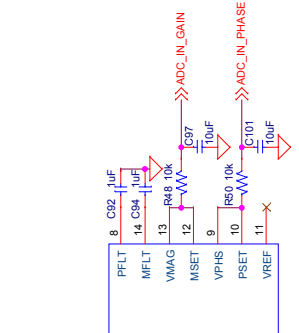 ADC_IN_GAIN
ADC_IN_PHASE
C97
10uF
C101
10uF
R48 10k
R50 10k
C92 1uF
C94 1uF
8
14
13
12
9
10
11
PFLT
MFLT
VMAG
MSET
VPHS
PSET
VREF